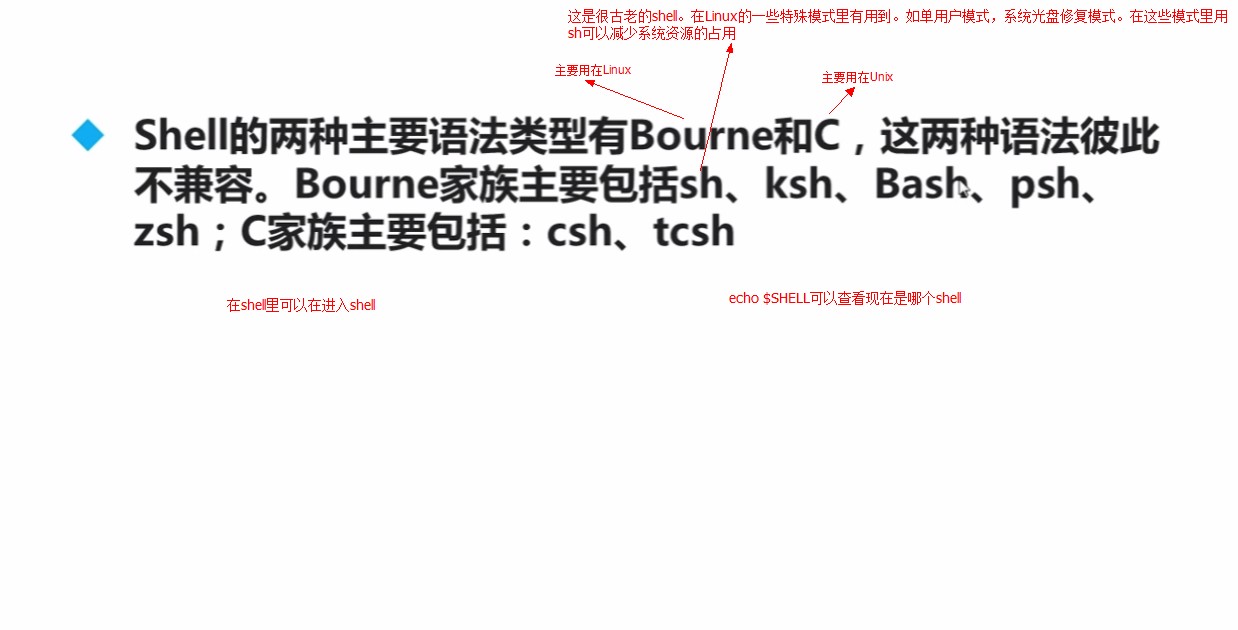 这是很古老的shell。在Linux的一些特殊模式里有用到。如单用户模式，系统光盘修复模式。在这些模式里用
sh可以减少系统资源的占用
主要用在Linux
主要用在Unix
Shell的两种主要语法类型有Bourne和C，这两种语法彼此
不兼容。Bourne家族主要包括sh、ksh、Bash、psh、
zsh；C家族主要包括：csh、tcsh
在shell里可以在进入shell
echo $SHELL可以查看现在是哪个shell